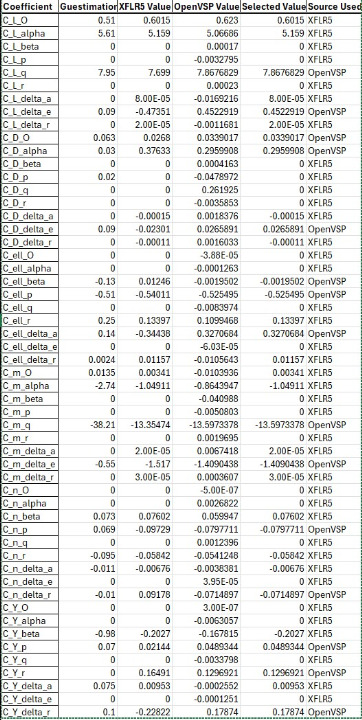 Coefficient Guestimation XFLR5 Value OpenVSP Value Selected Value Source Used
C_L_O 0.51 0.6015 0.623 0.6015 XFLR5
C_L_alpha 5.61 5.159 5.06686 5.159 XFLR5
C_L_beta 0 0 0.00017 0 XFLR5
C_L_p 0 0 -0.0032795 0 XFLR5
C_L_q 7.95 7.699 7.8676829 7.8676829 OpenVSP
C_L_r 0 0 0.00023 0 XFLR5
C_L_delta_a 0 8.00E-05 -0.0169216 8.00E-05 XFLR5
C_L_delta_e 0.09 -0.47351 0.4522919 0.4522919 OpenVSP
C_L_delta_r 0 2.00E-05 -0.0011681 2.00E-05 XFLR5
C_D_O 0.063 0.0268 0.0339017 0.0339017 OpenVSP
C_D_alpha 0.03 0.37633 0.2959908 0.2959908 OpenVSP
C_D_beta 0 0 0.0004163 0 XFLR5
C_D_p 0.02 0 -0.0478972 0 XFLR5
C_D_q 0 0 0.261925 0 XFLR5
C_D_r 0 0 -0.0035853 0 XFLR5
C_D_delta_a 0 -0.00015 0.0018376 -0.00015 XFLR5
C_D_delta_e 0.09 -0.02301 0.0265891 0.0265891 OpenVSP
C_D_delta_r 0 -0.00011 0.0016033 -0.00011 XFLR5
C_ell_O 0 0 -3.88E-05 0 XFLR5
C_ell_alpha 0 0 -0.0001263 0 XFLR5
C_ell_beta -0.13 0.01246 -0.0019502 -0.0019502 OpenVSP
C_ell_p -0.51 -0.54011 -0.525495 -0.525495 OpenVSP
C_ell_q 0 0 -0.0083974 0 XFLR5
C_ell_r 0.25 0.13397 0.1099468 0.13397 XFLR5
C_ell_delta_a 0.14 -0.34438 0.3270684 0.3270684 OpenVSP
C_ell_delta_e 0 0 -6.03E-05 0 XFLR5
C_ell_delta_r 0.0024 0.01157 -0.0105643 0.01157 XFLR5
C_m_O 0.0135 0.00341 -0.0103936 0.00341 XFLR5
C_m_alpha -2.74 -1.04911 -0.8643947 -1.04911 XFLR5
C_m_beta 0 0 -0.040988 0 XFLR5
C_m_p 0 0 -0.0050803 0 XFLR5
C_m_q -38.21 -13.35474 -13.5973378 -13.5973378 OpenVSP
C_m_r 0 0 0.0019695 0 XFLR5
C_m_delta_a 0 2.00E-05 0.0067418 2.00E-05 XFLR5
C_m_delta_e -0.55 -1.517 -1.4090438 -1.4090438 OpenVSP
C_m_delta_r 0 3.00E-05 0.0003607 3.00E-05 XFLR5
C_n_O 0 0 -5.00E-07 0 XFLR5
C_n_alpha 0 0 0.0026822 0 XFLR5
C_n_beta 0.073 0.07602 0.059947 0.07602 XFLR5
C_n_p 0.069 -0.09729 -0.0797711 -0.0797711 OpenVSP
C_n_q 0 0 0.0012396 0 XFLR5
C_n_r -0.095 -0.05842 -0.0541248 -0.05842 XFLR5
C_n_delta_a -0.011 -0.00676 -0.0038381 -0.00676 XFLR5
C_n_delta_e 0 0 3.95E-05 0 XFLR5
C_n_delta_r -0.01 0.09178 -0.0714897 -0.0714897 OpenVSP
C_Y_O 0 0 3.00E-07 0 XFLR5
C_Y_alpha 0 0 -0.0063057 0 XFLR5
C_Y_beta -0.98 -0.2027 -0.167815 -0.2027 XFLR5
C_Y_p 0.07 0.02144 0.0489344 0.0489344 OpenVSP
C_Y_q 0 0 -0.0033798 0 XFLR5
C_Y_r 0 0.16491 0.1296921 0.1296921 OpenVSP
C_Y_delta_a 0.075 0.00953 -0.0002552 0.00953 XFLR5
C_Y_delta_e 0 0 -0.0001251 0 XFLR5
C_Y_delta_r 0.1 -0.22822 0.17874 0.17874 OpenVSP